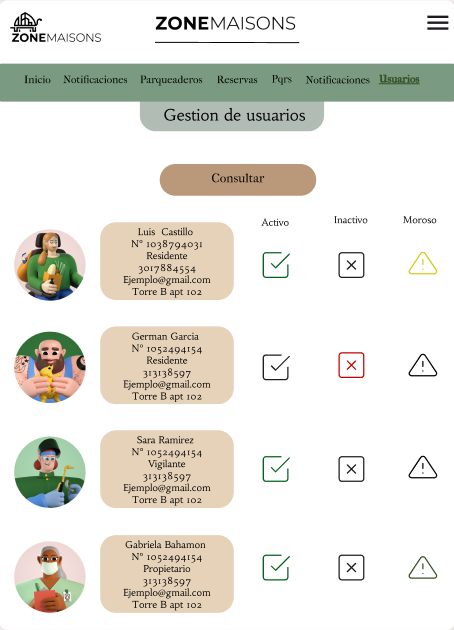 ZONEMAISONS
ZONEMAISONS
Inicio Notificaciones Parqueaderos Reservas Pqrs Notificaciones Usuarios
Gestion de usuarios
Consultar
Activo Inactivo Moroso
Luis Castillo
N° 1038794031
Residente
3017884554
Ejemplo@gmail.com
Torre B apt 102
German Garcia
N° 1052494154
Residente
313138597
Ejemplo@gmail.com
Torre B apt 102
Sara Ramirez
N° 1052494154
Vigilante
313138597
Ejemplo@gmail.com
Torre B apt 102
Gabriela Bahamon
N° 1052494154
Propietario
313138597
Ejemplo@gmail.com
Torre B apt 102